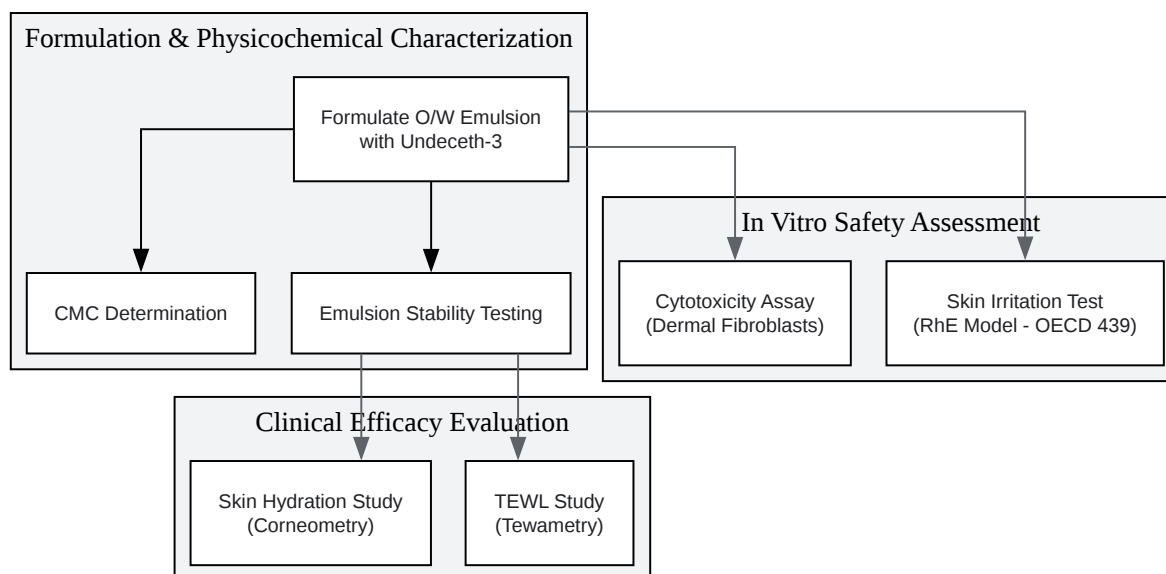 Formulation & Physicochemical Characterization
Formulate O/W Emulsion
with Undeceth-3
CMC Determination
Emulsion Stability Testing
In Vitro Safety Assessment
Cytotoxicity Assay
(Dermal Fibroblasts)
Skin Irritation Test
(RhE Model - OECD 439)
Clinical Efficacy Evaluation
Skin Hydration Study
(Corneometry)
TEWL Study
(Tewametry)